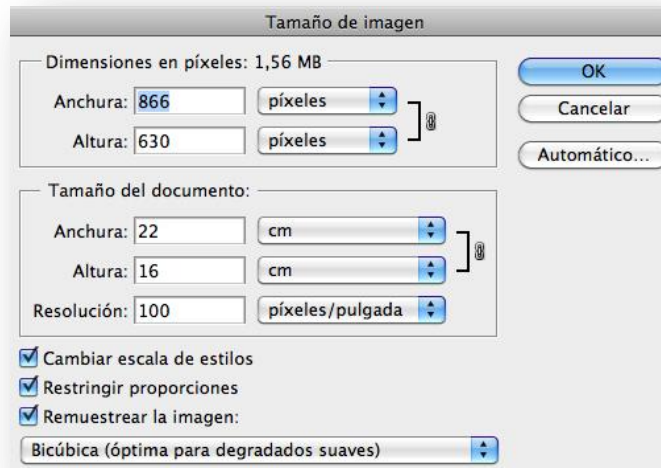 Tamaño de imagen
Dimensiones en píxeles: 1,56 MB
Anchura: 866 píxeles
Altura: 630 píxeles
OK
Cancelar
Automático...
Tamaño del documento:
Anchura: 22 cm
Altura: 16 cm
Resolución: 100 píxeles/pulgada
Cambiar escala de estilos
Restringir proporciones
Remuestrear la imagen:
Bicúbica (óptima para degradados suaves)